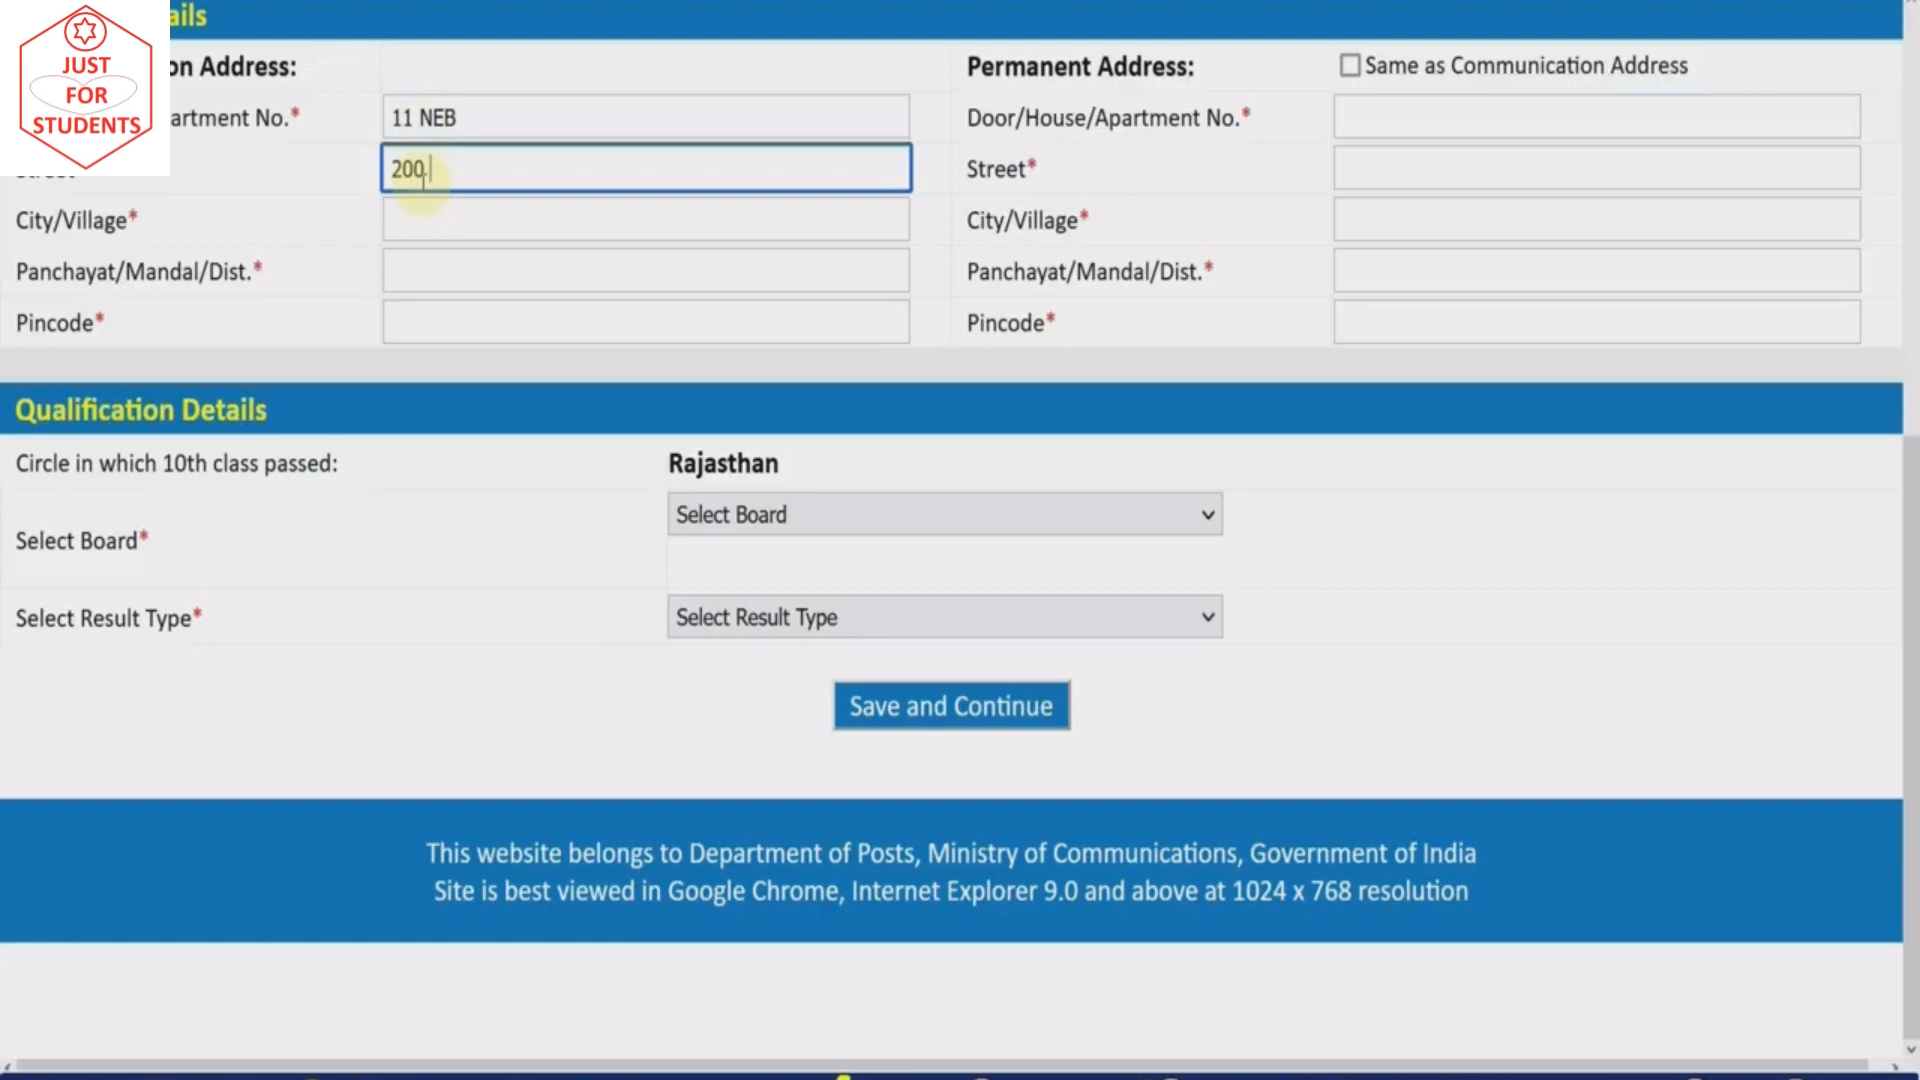 ails
JUST
FOR
STUDENTS
on Address:
Permanent Address:
Same as Communication Address
artment No.*
11 NEB
Door/House/Apartment No.*
200.
Street*
City/Village*
City/Village*
Panchayat/Mandal/Dist.*
Panchayat/Mandal/Dist.*
Pincode*
Pincode*
Qualification Details
Circle in which 10th class passed:
Rajasthan
Select Board*
Select Board
Select Result Type*
Select Result Type
Save and Continue
This website belongs to Department of Posts, Ministry of Communications, Government of India
Site is best viewed in Google Chrome, Internet Explorer 9.0 and above at 1024 x 768 resolution